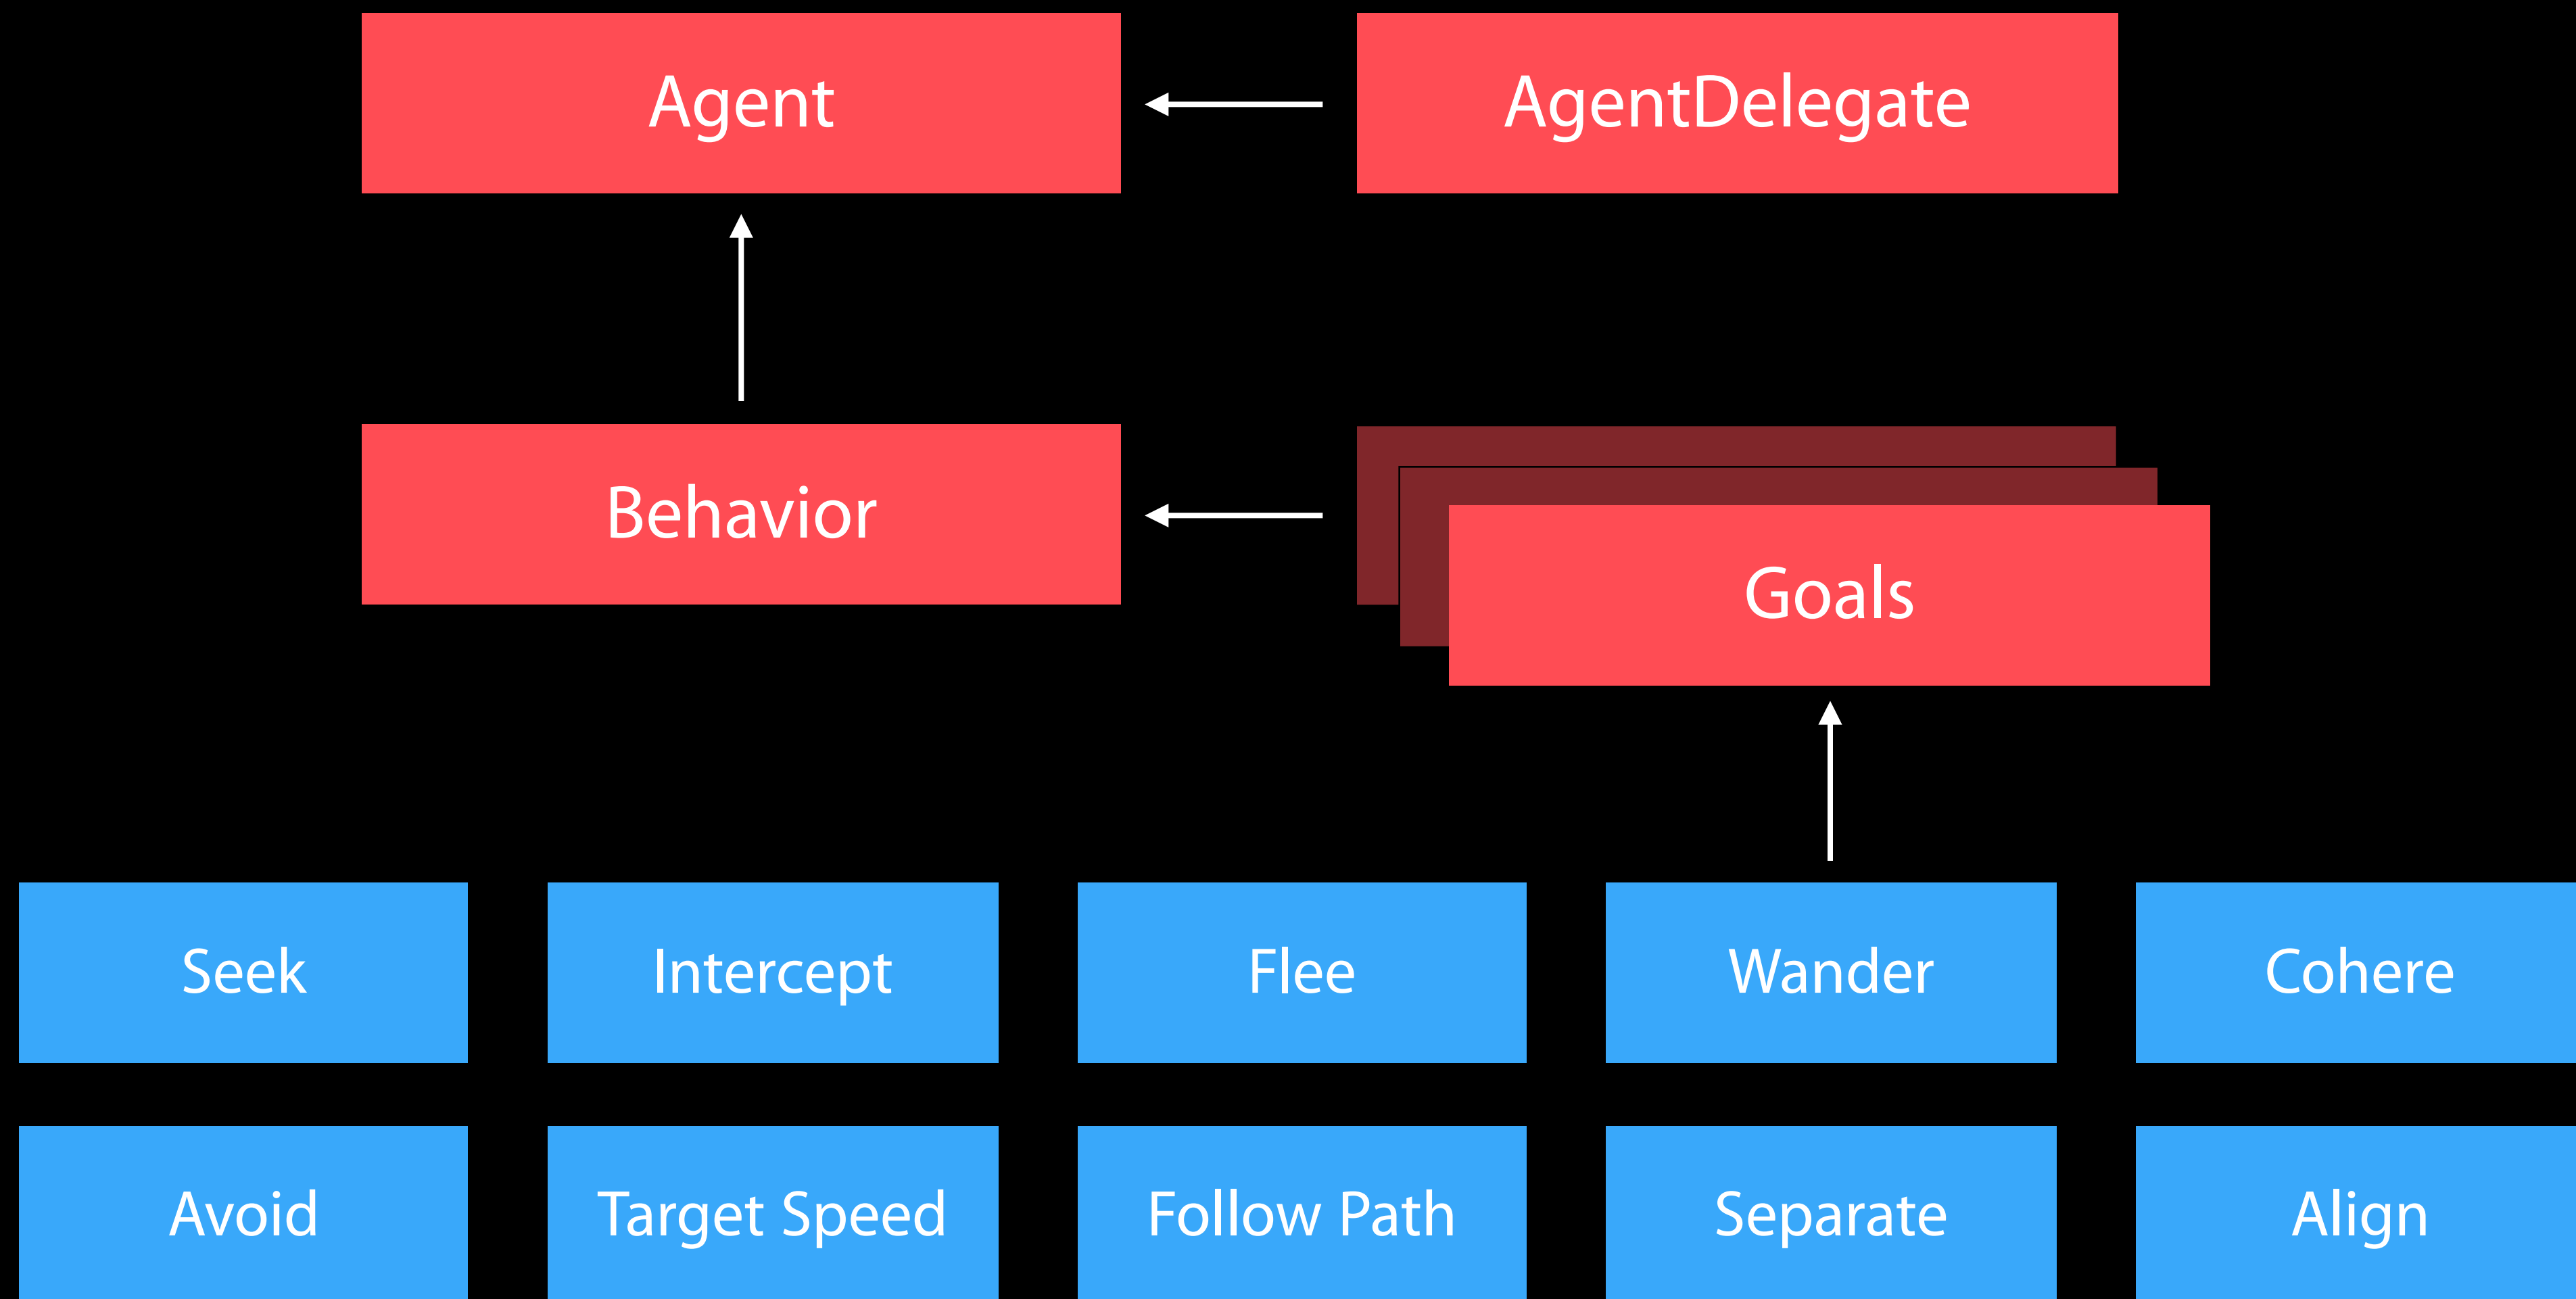 Agent
AgentDelegate
Behavior
Goals
Seek
Intercept
Flee
Wander
Cohere
Avoid
Target Speed
Follow Path
Separate
Align